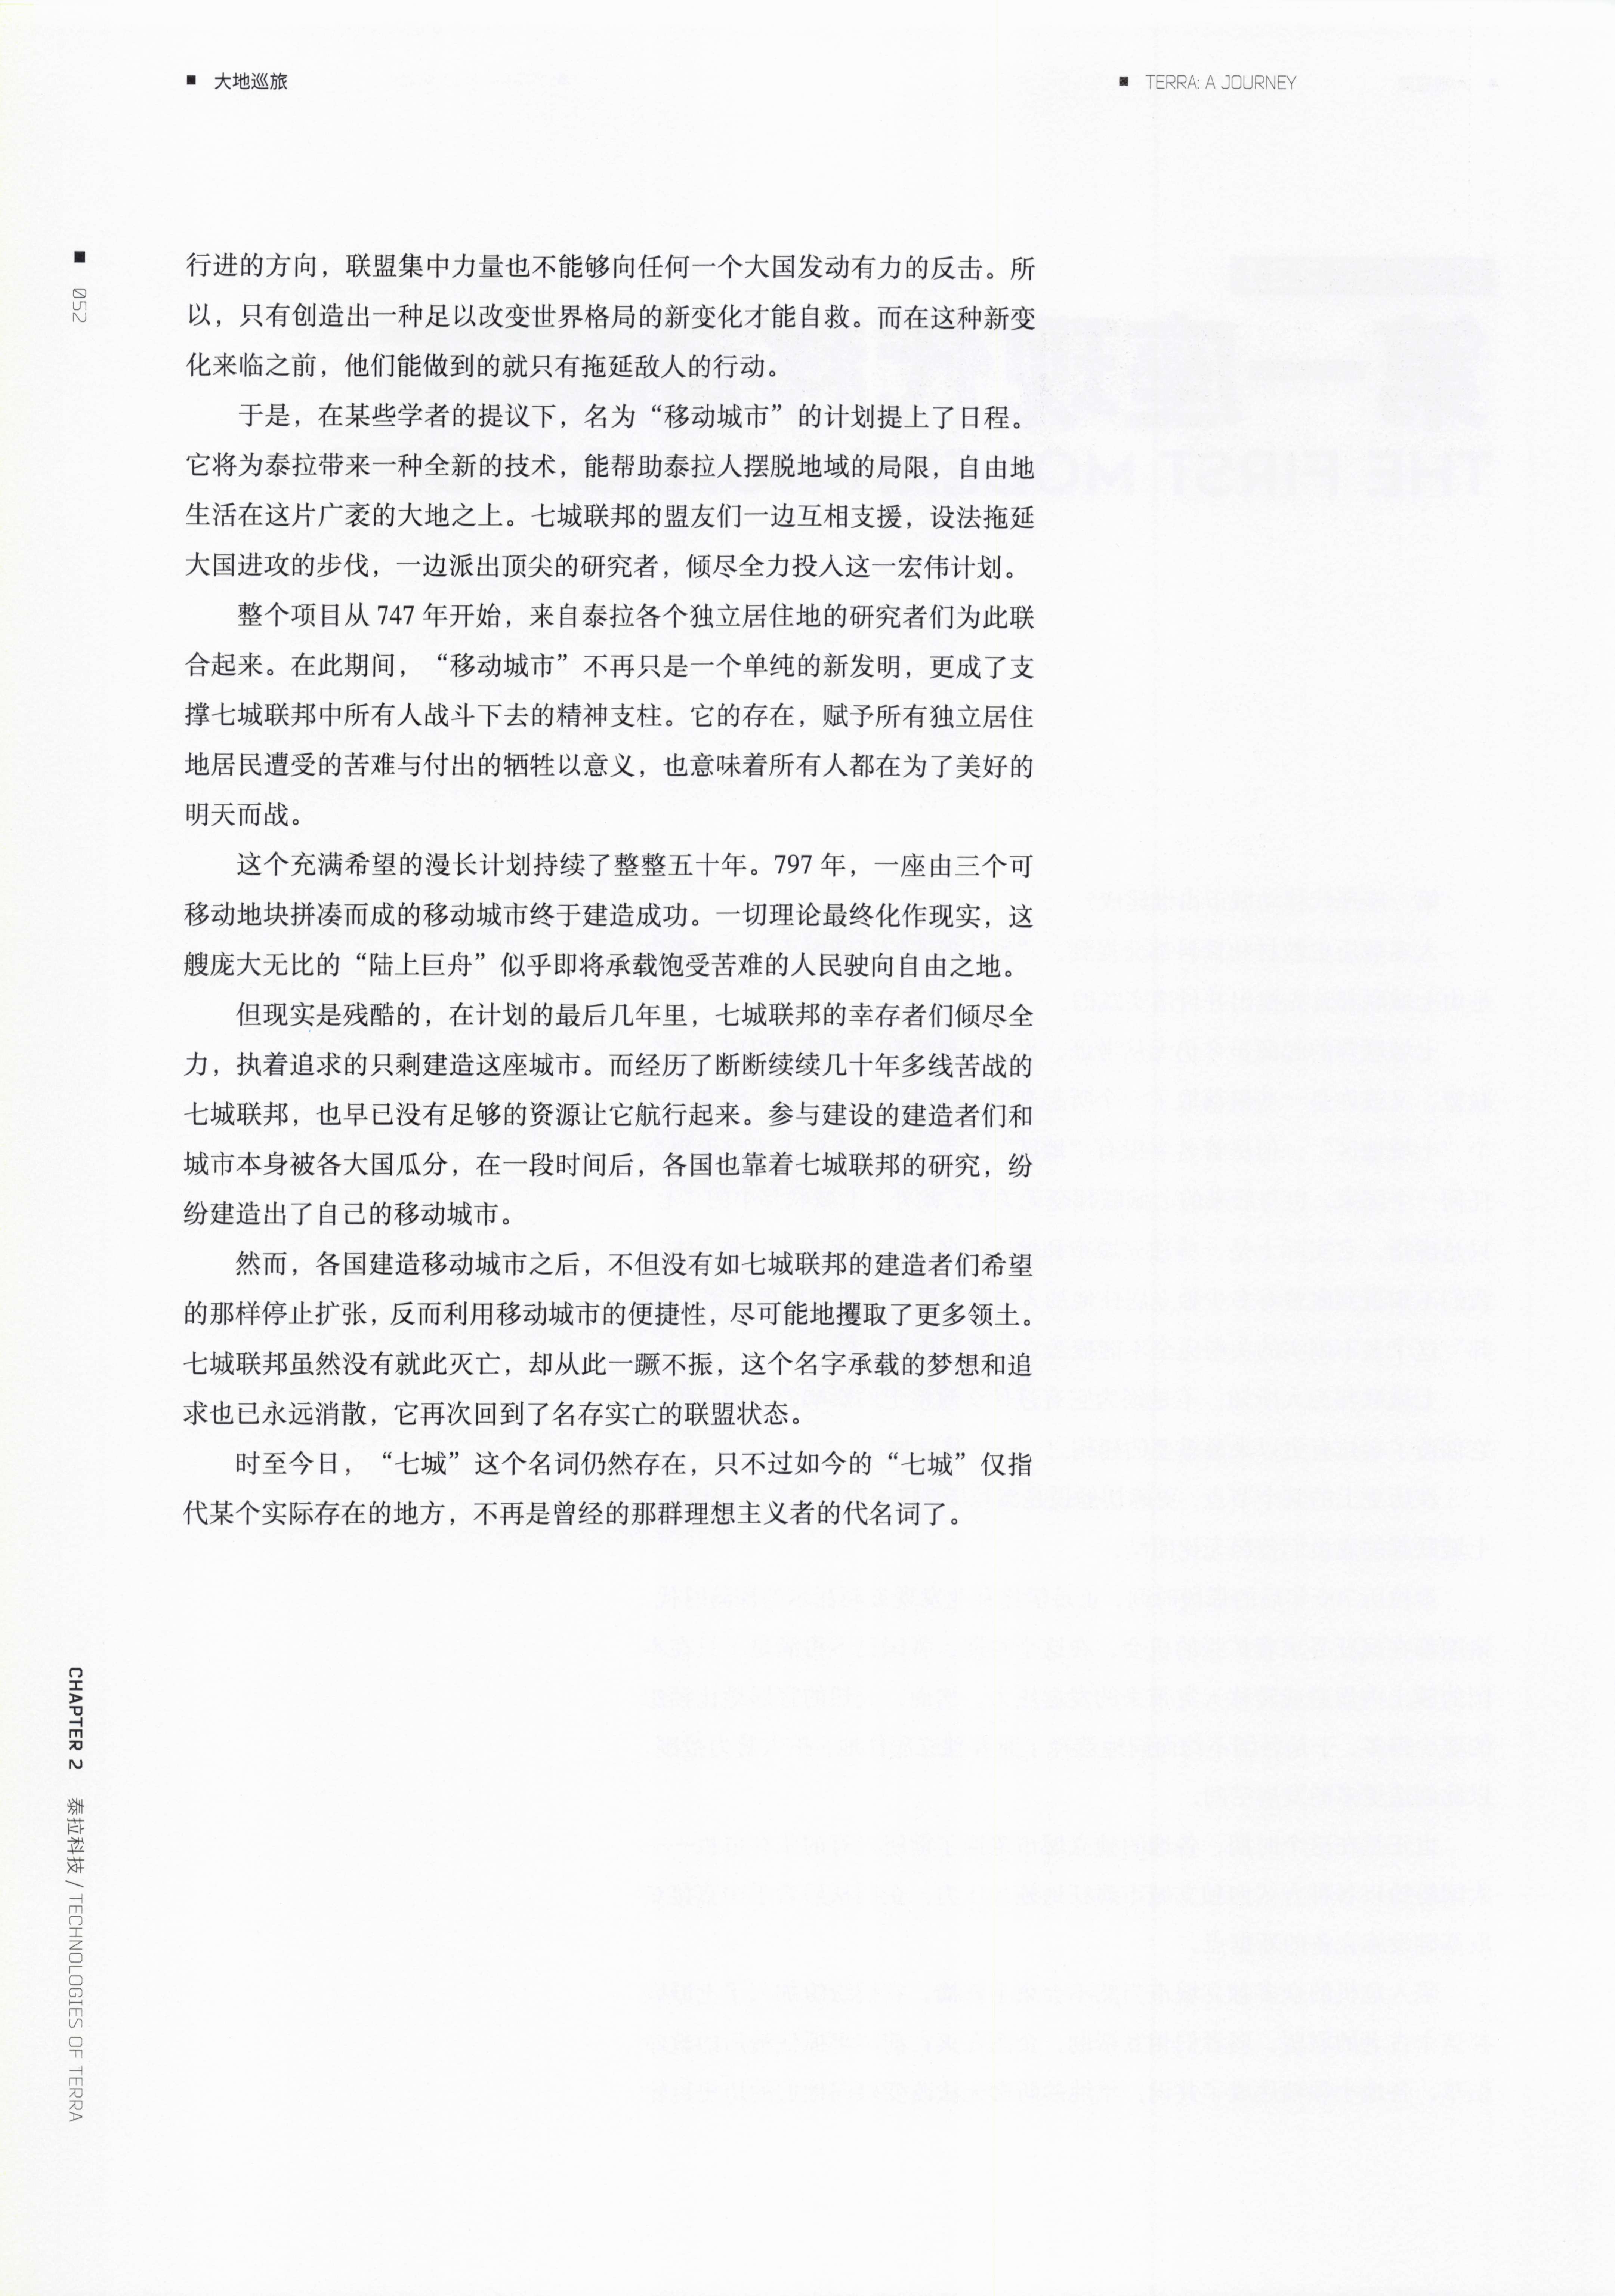 大地巡旅
TERRA: A JOURNEY
052
行进的方向，联盟集中力量也不能够向任何一个大国发动有力的反击。所
以，只有创造出一种足以改变世界格局的新变化才能自救。而在这种新变
化来临之前，他们能做到的就只有拖延敌人的行动。
于是，在某些学者的提议下，名为“移动城市”的计划提上了日程。
它将为泰拉带来一种全新的技术，能帮助泰拉人摆脱地域的局限，自由地
生活在这片广袤的大地之上。七城联邦的盟友们一边互相支援，设法拖延
大国进攻的步伐，一边派出顶尖的研究者，倾尽全力投入这一宏伟计划。
整个项目从 747 年开始，来自泰拉各个独立居住地的研究者们为此联
合起来。在此期间，“移动城市”不再只是一个单纯的新发明，更成了支
撑七城联邦中所有人战斗下去的精神支柱。它的存在，赋予所有独立居住
地居民遭受的苦难与付出的牺牲以意义，也意味着所有人都在为了美好的
明天而战。
这个充满希望的漫长计划持续了整整五十年。797 年，一座由三个可
移动地块拼凑而成的移动城市终于建造成功。一切理论最终化作现实，这
艘庞大无比的“陆上巨舟”似乎即将承载饱受苦难的人民驶向自由之地。
但现实是残酷的，在计划的最后几年里，七城联邦的幸存者们倾尽全
力，执着追求的只剩建造这座城市。而经历了断断续续几十年多线苦战的
七城联邦，也早已没有足够的资源让它航行起来。参与建设的建造者们和
城市本身被各大国瓜分，在一段时间后，各国也靠着七城联邦的研究，纷
纷建造出了自己的移动城市。
然而，各国建造移动城市之后，不但没有如七城联邦的建造者们希望
的那样停止扩张，反而利用移动城市的便捷性，尽可能地攫取了更多领土。
七城联邦虽然没有就此灭亡，却从此一蹶不振，这个名字承载的梦想和追
求也已永远消散，它再次回到了名存实亡的联盟状态。
时至今日，“七城”这个名词仍然存在，只不过如今的“七城”仅指
代某个实际存在的地方，不再是曾经的那群理想主义者的代名词了。
CHAPTER 2 泰拉科技 / TECHNOLOGIES OF TERRA